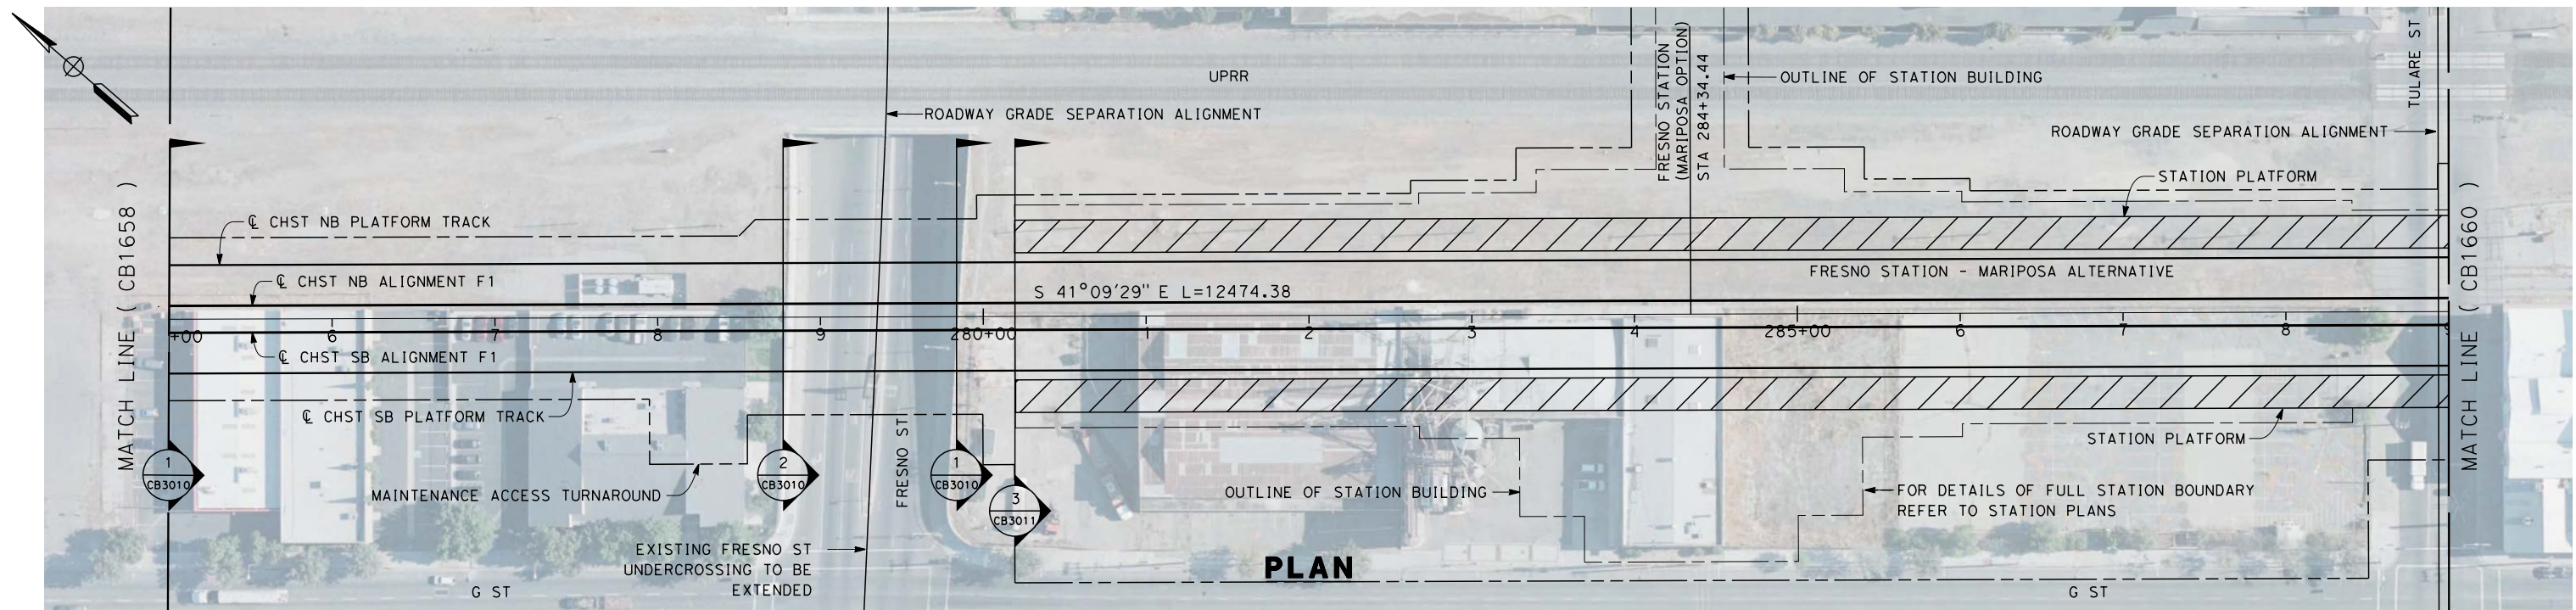 UPRR
ROADWAY GRADE SEPARATION ALIGNMENT
FRESNO STATION
(MARIPOSA OPTION)
STA 284+34.44
OUTLINE OF STATION BUILDING
TULARE ST
ROADWAY GRADE SEPARATION ALIGNMENT
STATION PLATFORM
MATCH LINE ( CB1658 )
℄ CHST NB PLATFORM TRACK
℄ CHST NB ALIGNMENT F1
S 41°09'29" E L=12474.38
FRESNO STATION - MARIPOSA ALTERNATIVE
MATCH LINE ( CB1660 )
+00 6 7 8 9 280+00 1 2 3 4 285+00 6 7 8 9
℄ CHST SB ALIGNMENT F1
℄ CHST SB PLATFORM TRACK
STATION PLATFORM
1
CB3010
2
CB3010
1
CB3010
3
CB3011
MAINTENANCE ACCESS TURNAROUND
FRESNO ST
OUTLINE OF STATION BUILDING
FOR DETAILS OF FULL STATION BOUNDARY
REFER TO STATION PLANS
EXISTING FRESNO ST
UNDERCROSSING TO BE
EXTENDED
PLAN
G ST
G ST